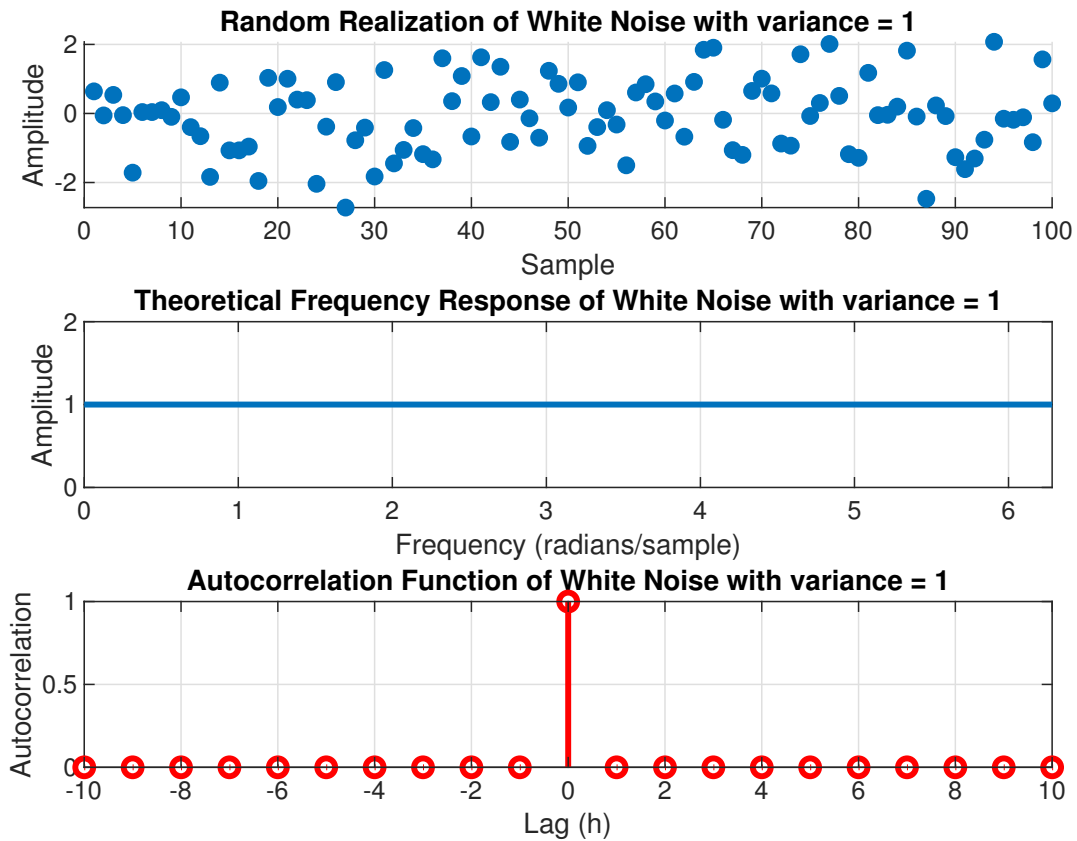 Random Realization of White Noise with variance = 1
2
0
-2
Amplitude
0 10 20 30 40 50 60 70 80 90 100
Sample
Theoretical Frequency Response of White Noise with variance = 1
2
1
0
Amplitude
0 1 2 3 4 5 6
Frequency (radians/sample)
Autocorrelation Function of White Noise with variance = 1
1
0.5
0
Autocorrelation
-10 -8 -6 -4 -2 0 2 4 6 8 10
Lag (h)